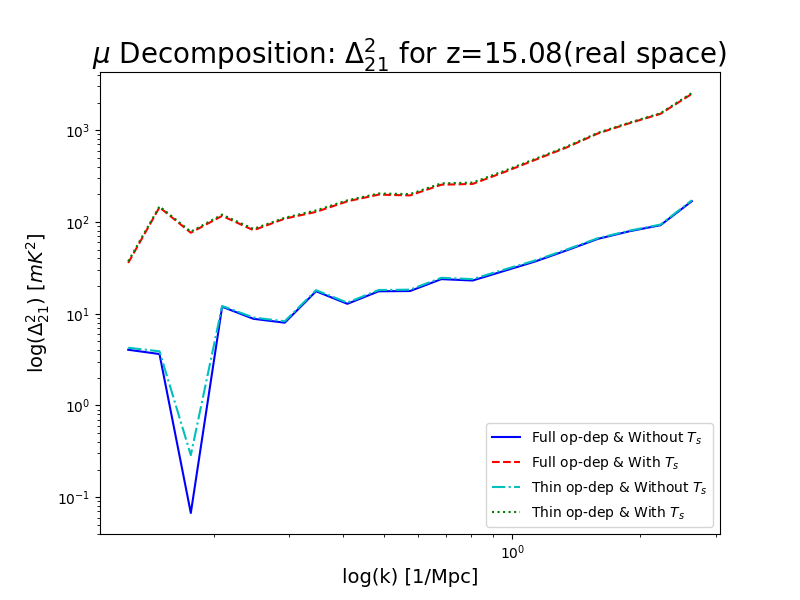 μ Decomposition: Δ²₂₁ for z=15.08(real space)
log(Δ²₂₁) [mK²]
10³
10²
10¹
10⁰
10⁻¹
Full op-dep & Without Tₛ
Full op-dep & With Tₛ
Thin op-dep & Without Tₛ
Thin op-dep & With Tₛ
10⁰
log(k) [1/Mpc]